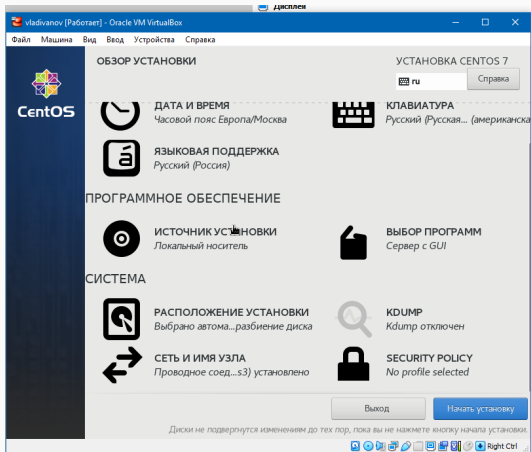 Дисплей
vladivanov [Работает] - Oracle VM VirtualBox
Файл Машина Вид Ввод Устройства Справка
ОБЗОР УСТАНОВКИ
УСТАНОВКА CENTOS 7
ru
Справка
CentOS
ДАТА И ВРЕМЯ
Часовой пояс Европа/Москва
КЛАВИАТУРА
Русский (Русская... (американска
ЯЗЫКОВАЯ ПОДДЕРЖКА
Русский (Россия)
ПРОГРАММНОЕ ОБЕСПЕЧЕНИЕ
ИСТОЧНИК УСТАНОВКИ
Локальный носитель
ВЫБОР ПРОГРАММ
Сервер с GUI
СИСТЕМА
РАСПОЛОЖЕНИЕ УСТАНОВКИ
Выбрано автома...разбиение диска
KDUMP
Kdump отключен
СЕТЬ И ИМЯ УЗЛА
Проводное соед...s3) установлено
SECURITY POLICY
No profile selected
Выход
Начать установку
Диски не подвергнутся изменениям до тех пор, пока вы не нажмете кнопку начала установки.
Right Ctrl